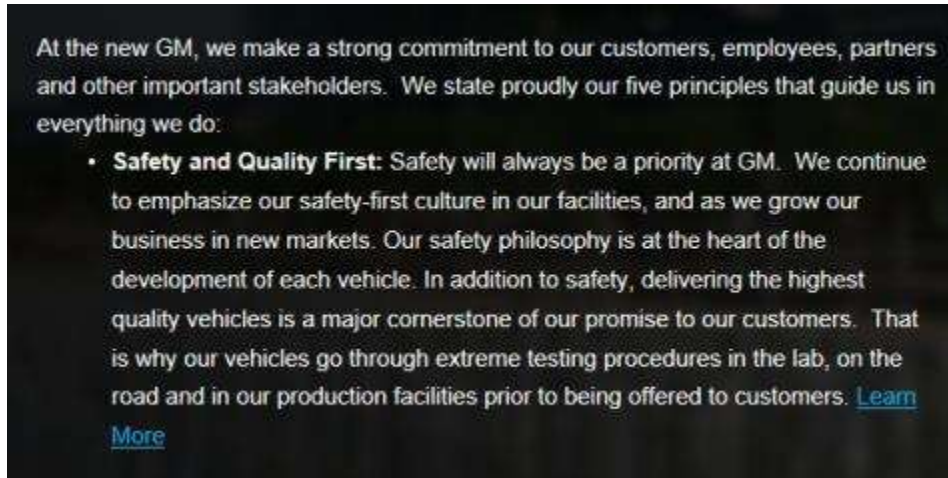 At the new GM, we make a strong commitment to our customers, employees, partners
and other important stakeholders.  We state proudly our five principles that guide us in
everything we do:
• Safety and Quality First: Safety will always be a priority at GM.  We continue
to emphasize our safety-first culture in our facilities, and as we grow our
business in new markets. Our safety philosophy is at the heart of the
development of each vehicle. In addition to safety, delivering the highest
quality vehicles is a major cornerstone of our promise to our customers.  That
is why our vehicles go through extreme testing procedures in the lab, on the
road and in our production facilities prior to being offered to customers. Learn
More